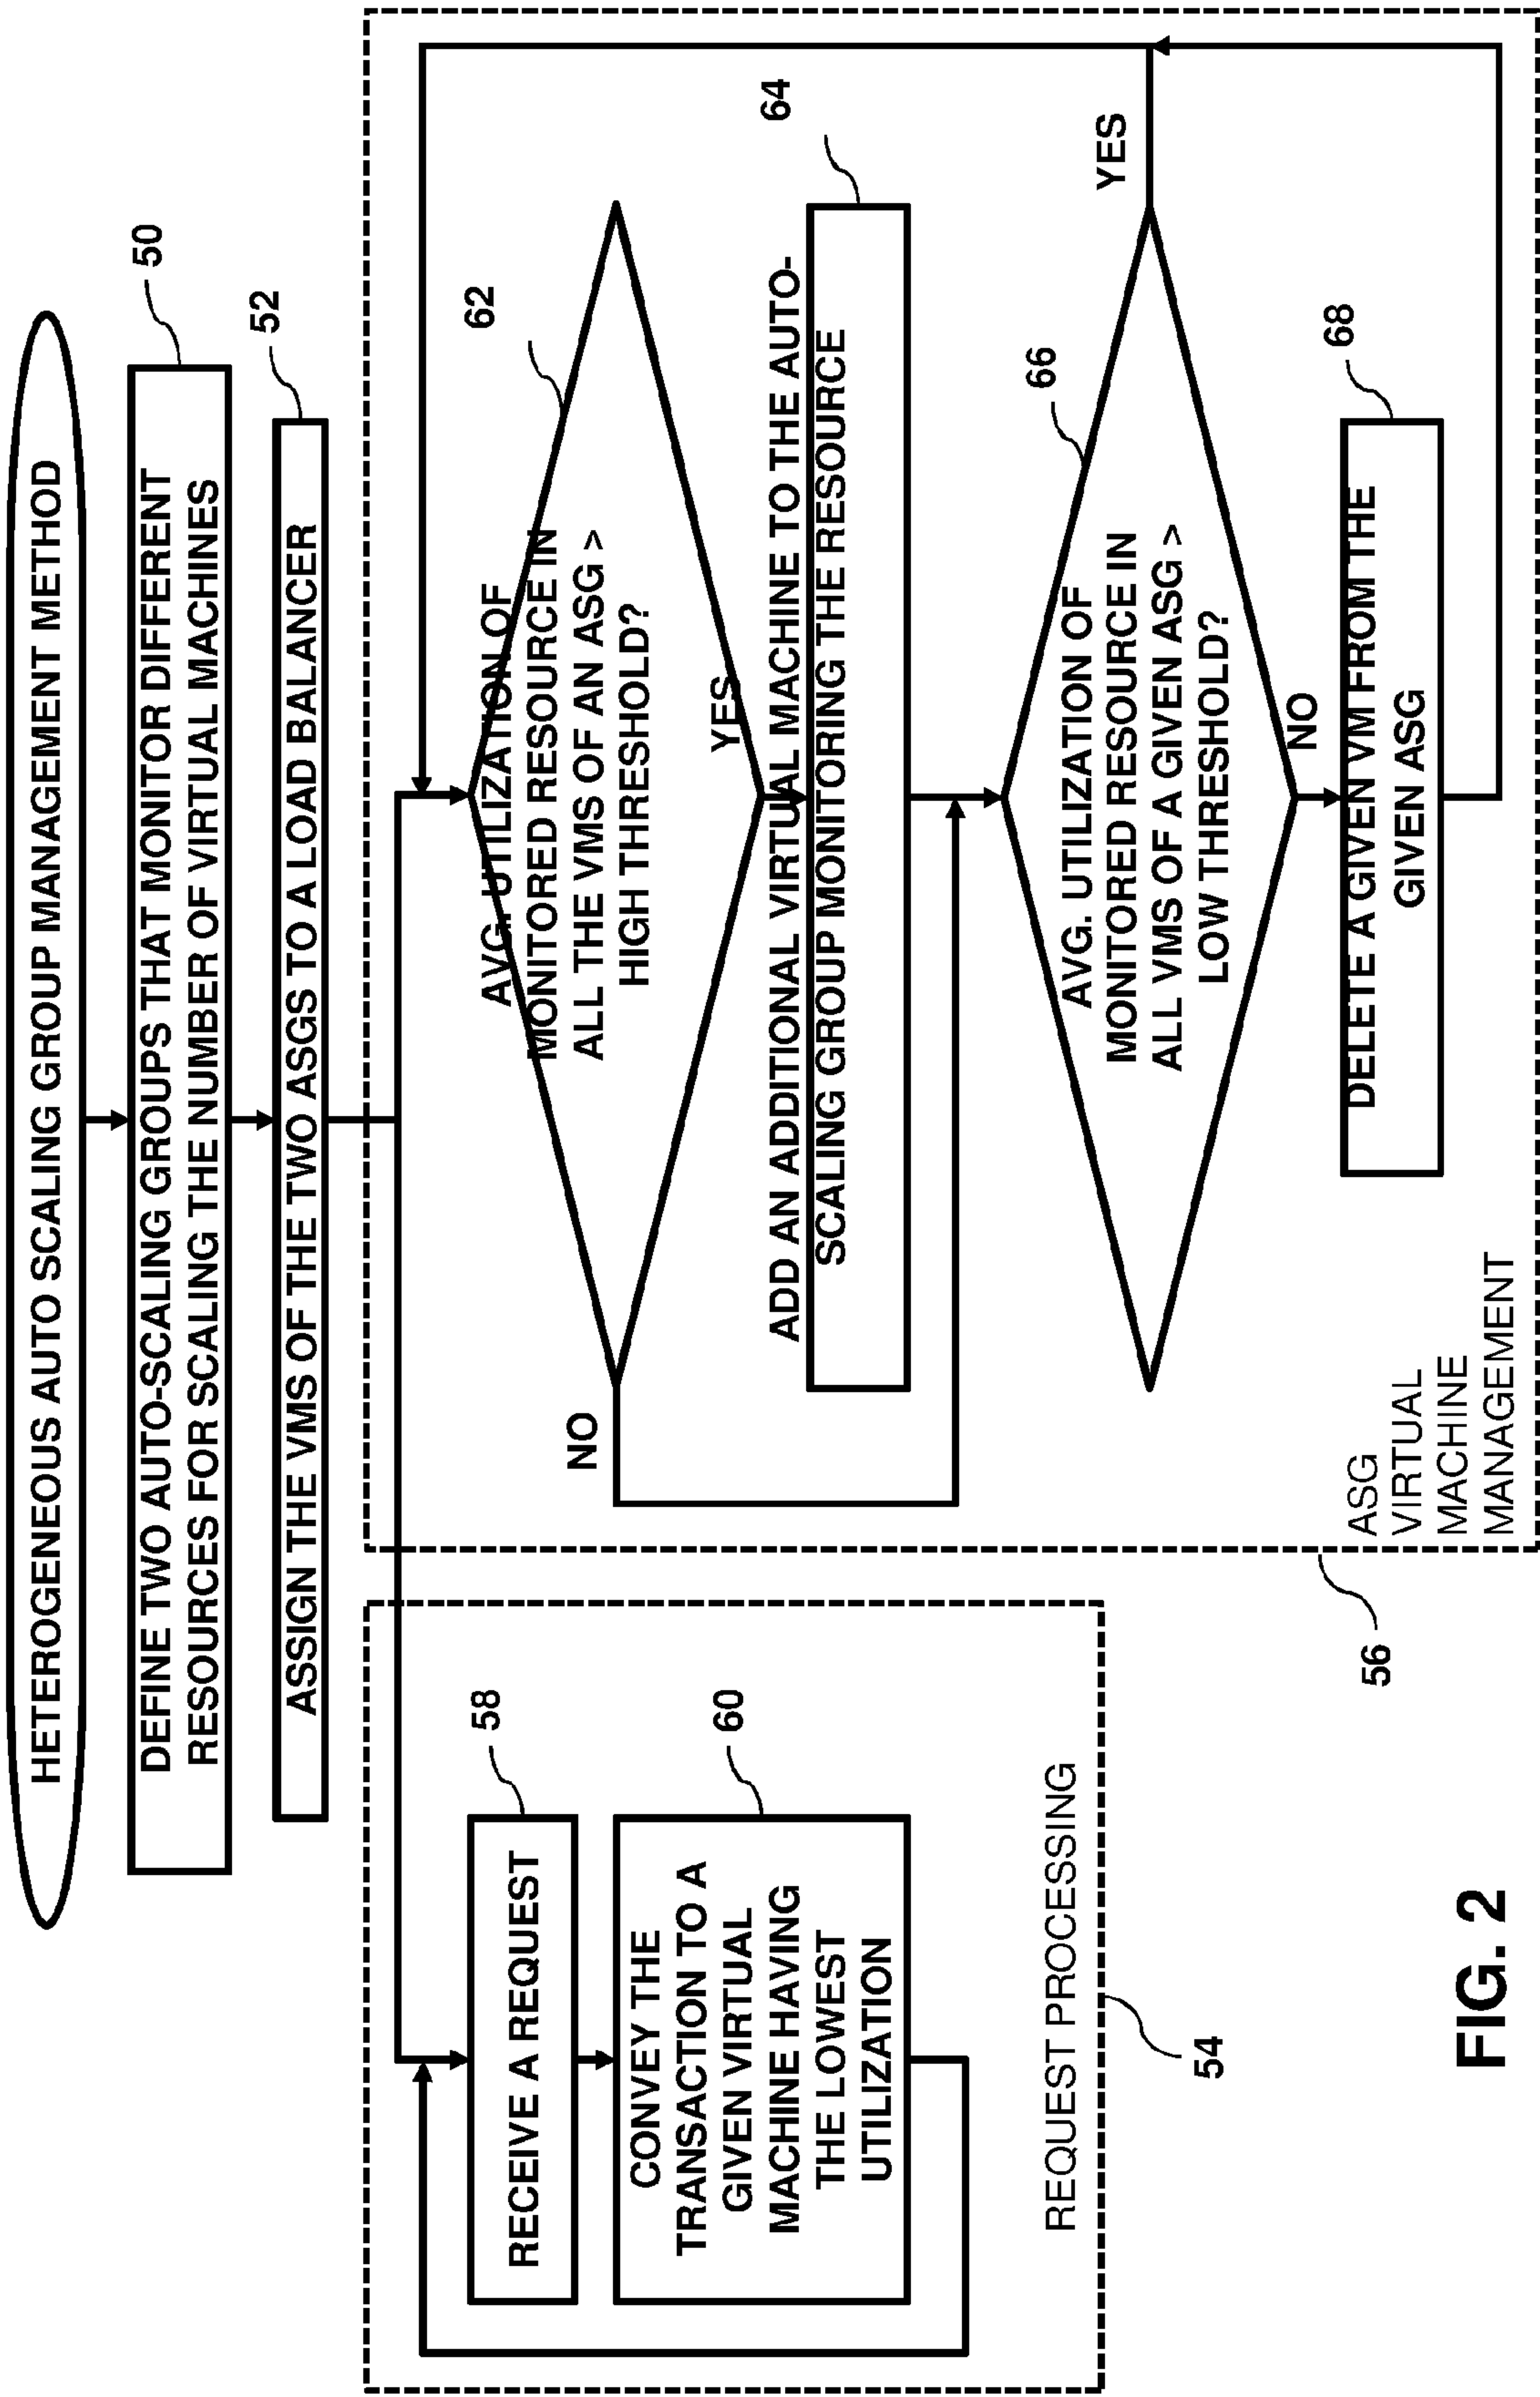 HETEROGENEOUS AUTO SCALING GROUP MANAGEMENT METHOD
50
DEFINE TWO AUTO-SCALING GROUPS THAT MONITOR DIFFERENT
RESOURCES FOR SCALING THE NUMBER OF VIRTUAL MACHINES
52
ASSIGN THE VMS OF THE TWO ASGS TO A LOAD BALANCER
58
RECEIVE A REQUEST
60
CONVEY THE
TRANSACTION TO A
GIVEN VIRTUAL
MACHINE HAVING
THE LOWEST
UTILIZATION
REQUEST PROCESSING
54
62
AVG. UTILIZATION OF
MONITORED RESOURCE IN
ALL THE VMS OF AN ASG >
HIGH THRESHOLD?
NO
YES
64
ADD AN ADDITIONAL VIRTUAL MACHINE TO THE AUTO-
SCALING GROUP MONITORING THE RESOURCE
66
AVG. UTILIZATION OF
MONITORED RESOURCE IN
ALL VMS OF A GIVEN ASG >
LOW THRESHOLD?
YES
NO
68
DELETE A GIVEN VM FROM THE
GIVEN ASG
ASG
VIRTUAL
MACHINE
MANAGEMENT
56
FIG. 2